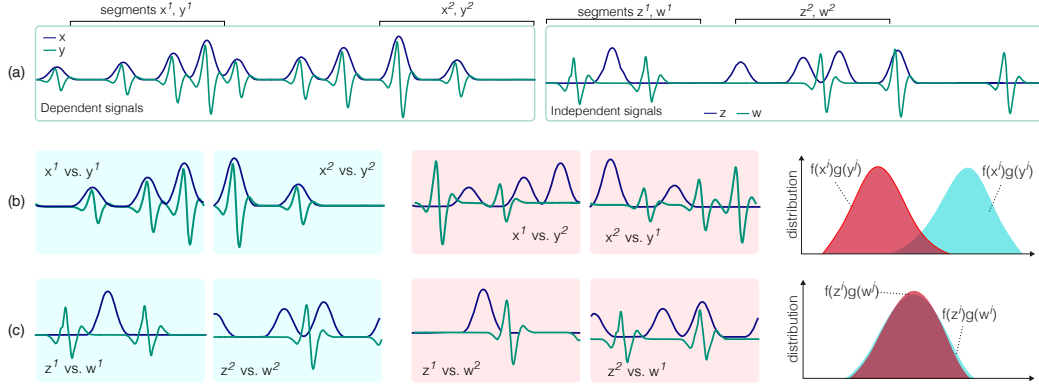 segments x¹, y¹
x², y²
segments z¹, w¹
z², w²
(a)
x
y
Dependent signals
Independent signals
z
w
(b)
x¹ vs. y¹
x² vs. y²
x¹ vs. y²
x² vs. y¹
distribution
f(xⁱ)g(yʲ)
f(xⁱ)g(yⁱ)
(c)
z¹ vs. w¹
z² vs. w²
z¹ vs. w²
z² vs. w¹
distribution
f(zⁱ)g(wʲ)
f(zⁱ)g(wⁱ)